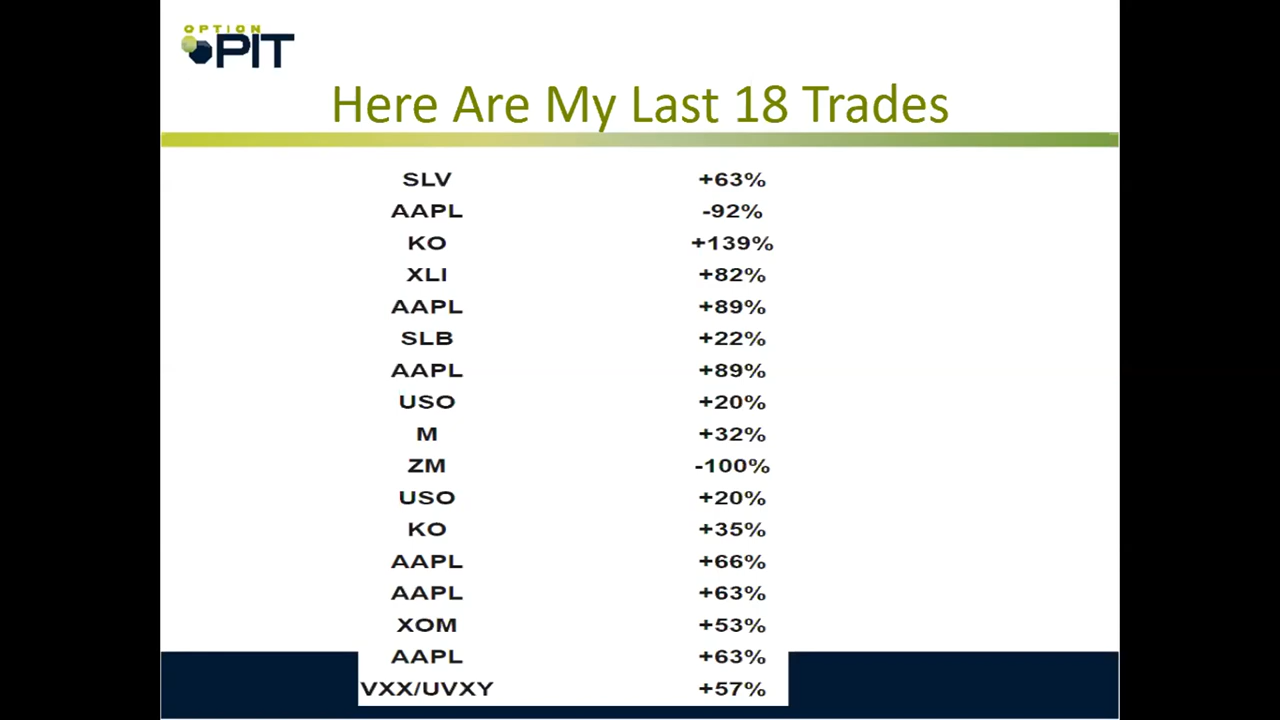 OPTION
PIT
Here Are My Last 18 Trades
SLV +63%
AAPL -92%
KO +139%
XLI +82%
AAPL +89%
SLB +22%
AAPL +89%
USO +20%
M +32%
ZM -100%
USO +20%
KO +35%
AAPL +66%
AAPL +63%
XOM +53%
AAPL +63%
VXX/UVXY +57%